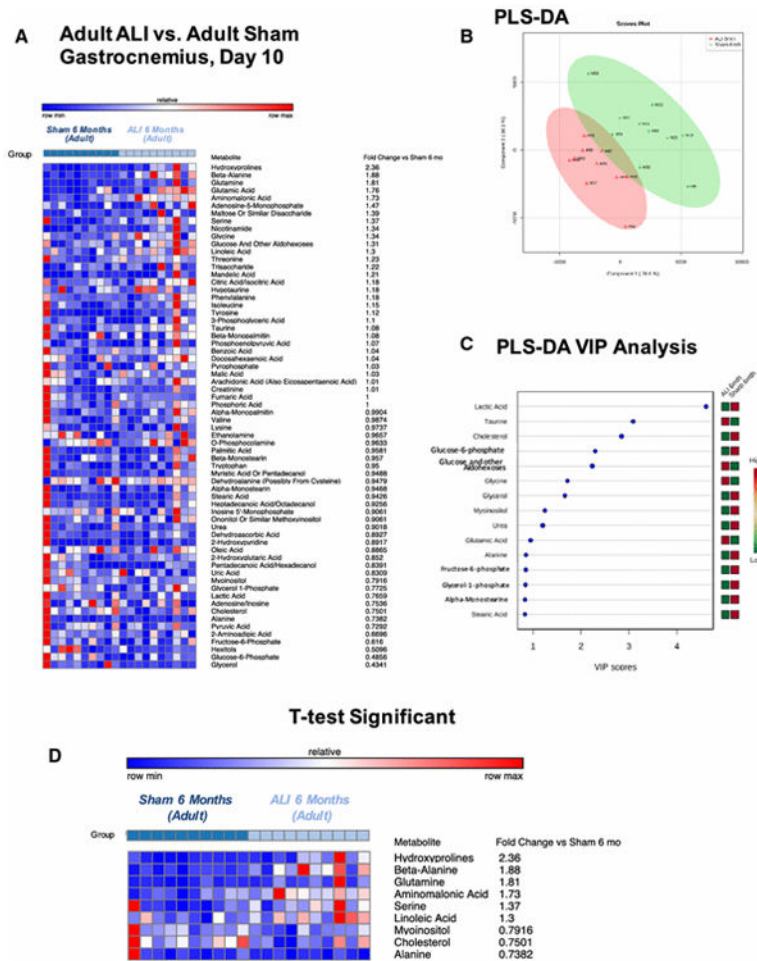 A
Adult ALI vs. Adult Sham
Gastrocnemius, Day 10
relative
row min row max
Sham 6 Months
(Adult)
ALI 6 Months
(Adult)
Group
Metabolite Fold Change vs Sham 6 mo
Hydroxyprolines 2.36
Beta-Alanine 1.88
Glutamine 1.81
Glutamic Acid 1.76
Aminomalonic Acid 1.73
Adenosine-5-Monophosphate 1.47
Maltose Or Similar Disaccharide 1.39
Serine 1.37
Nicotinamide 1.34
Glycine 1.34
Glucose And Other Aldohexoses 1.31
Linoleic Acid 1.3
Threonine 1.23
Trisaccharide 1.22
Mandelic Acid 1.21
Citric Acid/Isocitric Acid 1.18
Hypotaurine 1.18
Phenylalanine 1.18
Isoleucine 1.15
Tyrosine 1.12
3-Phosphoglyceric Acid 1.1
Taurine 1.08
Beta-Monopalmitin 1.08
Phosphoenolpyruvic Acid 1.07
Benzoic Acid 1.04
Docosahexaenoic Acid 1.04
Pyrophosphate 1.03
Malic Acid 1.03
Arachidonic Acid (Also Eicosapentaenoic Acid) 1.01
Creatinine 1.01
Fumaric Acid 1
Phosphoric Acid 1
Alpha-Monopalmitin 0.9904
Valine 0.9874
Lysine 0.9737
Ethanolamine 0.9657
O-Phosphocolamine 0.9633
Palmitic Acid 0.9581
Beta-Monostearin 0.957
Tryptophan 0.95
Myristic Acid Or Pentadecanol 0.9488
Dehydroalanine (Possibly From Cysteine) 0.9479
Alpha-Monostearin 0.9468
Stearic Acid 0.9426
Heptadecanoic Acid/Octadecanol 0.9256
Inosine 5'-Monophosphate 0.9061
Ononitol Or Similar Methoxyinositol 0.9061
Urea 0.9018
Dehydroascorbic Acid 0.8927
2-Hydroxypyridine 0.8917
Oleic Acid 0.8865
2-Hydroxyglutaric Acid 0.852
Pentadecanoic Acid/Hexadecanol 0.8391
Uric Acid 0.8309
Myoinositol 0.7916
Glycerol 1-Phosphate 0.7725
Lactic Acid 0.7659
Adenosine/Inosine 0.7536
Cholesterol 0.7501
Alanine 0.7382
Pyruvic Acid 0.7292
2-Aminoadipic Acid 0.6696
Fructose-6-Phosphate 0.616
Hexitols 0.5096
Glucose-6-Phosphate 0.4856
Glycerol 0.4341
B
PLS-DA
Scores Plot
C
PLS-DA VIP Analysis
ALI 6mth
Sham 6mth
Lactic Acid
Taurine
Cholesterol
Glucose-6-phosphate
Glucose and other
Aldohexoses
Glycine
Glycerol
Myoinositol
Urea
Glutamic Acid
Alanine
Fructose-6-phosphate
Glycerol 1-phosphate
Alpha-Monostearine
Stearic Acid
1 2 3 4
VIP scores
Hi
Lo
T-test Significant
D
relative
row min row max
Sham 6 Months
(Adult)
ALI 6 Months
(Adult)
Group
Metabolite Fold Change vs Sham 6 mo
Hydroxyprolines 2.36
Beta-Alanine 1.88
Glutamine 1.81
Aminomalonic Acid 1.73
Serine 1.37
Linoleic Acid 1.3
Myoinositol 0.7916
Cholesterol 0.7501
Alanine 0.7382